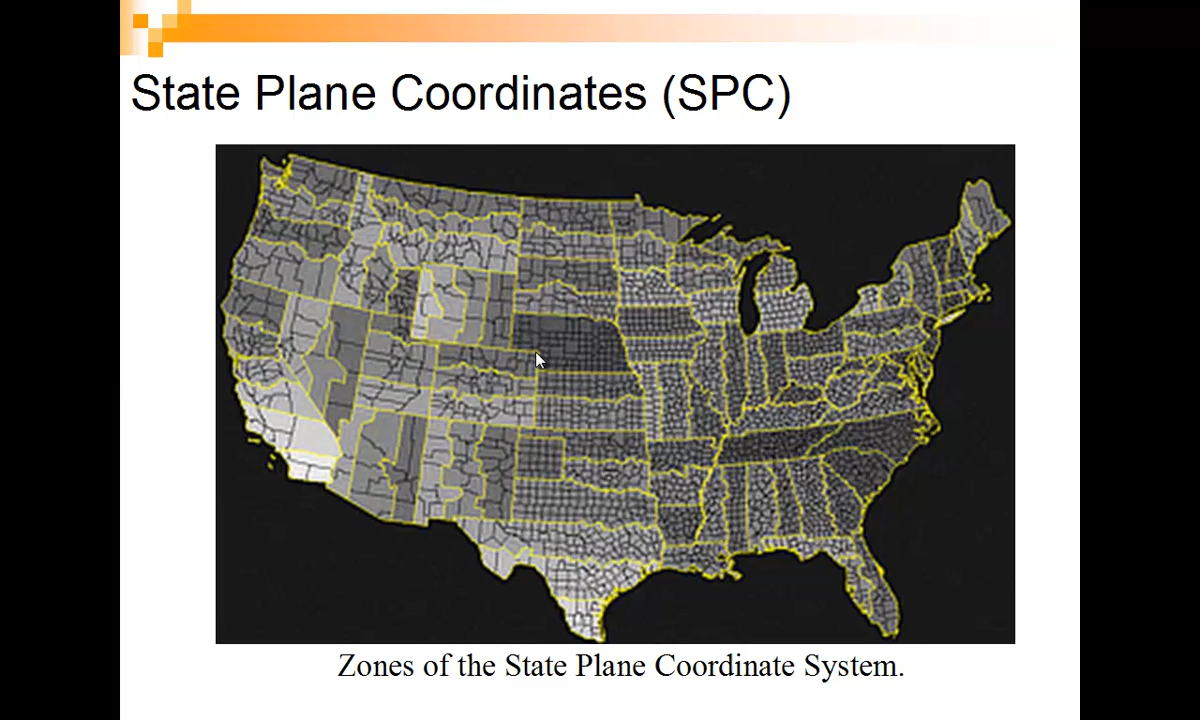 State Plane Coordinates (SPC)
Zones of the State Plane Coordinate System.